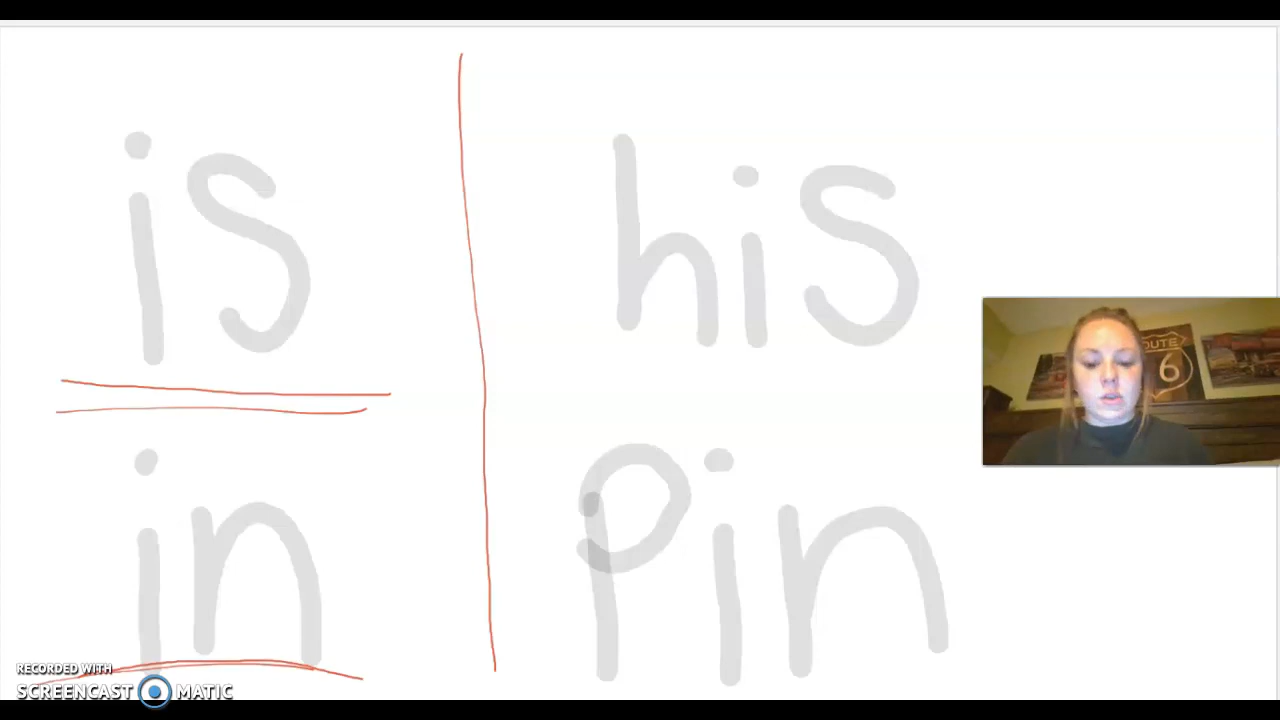 is his
in pin
ROUTE
6
RECORDED WITH
SCREENCAST MATIC